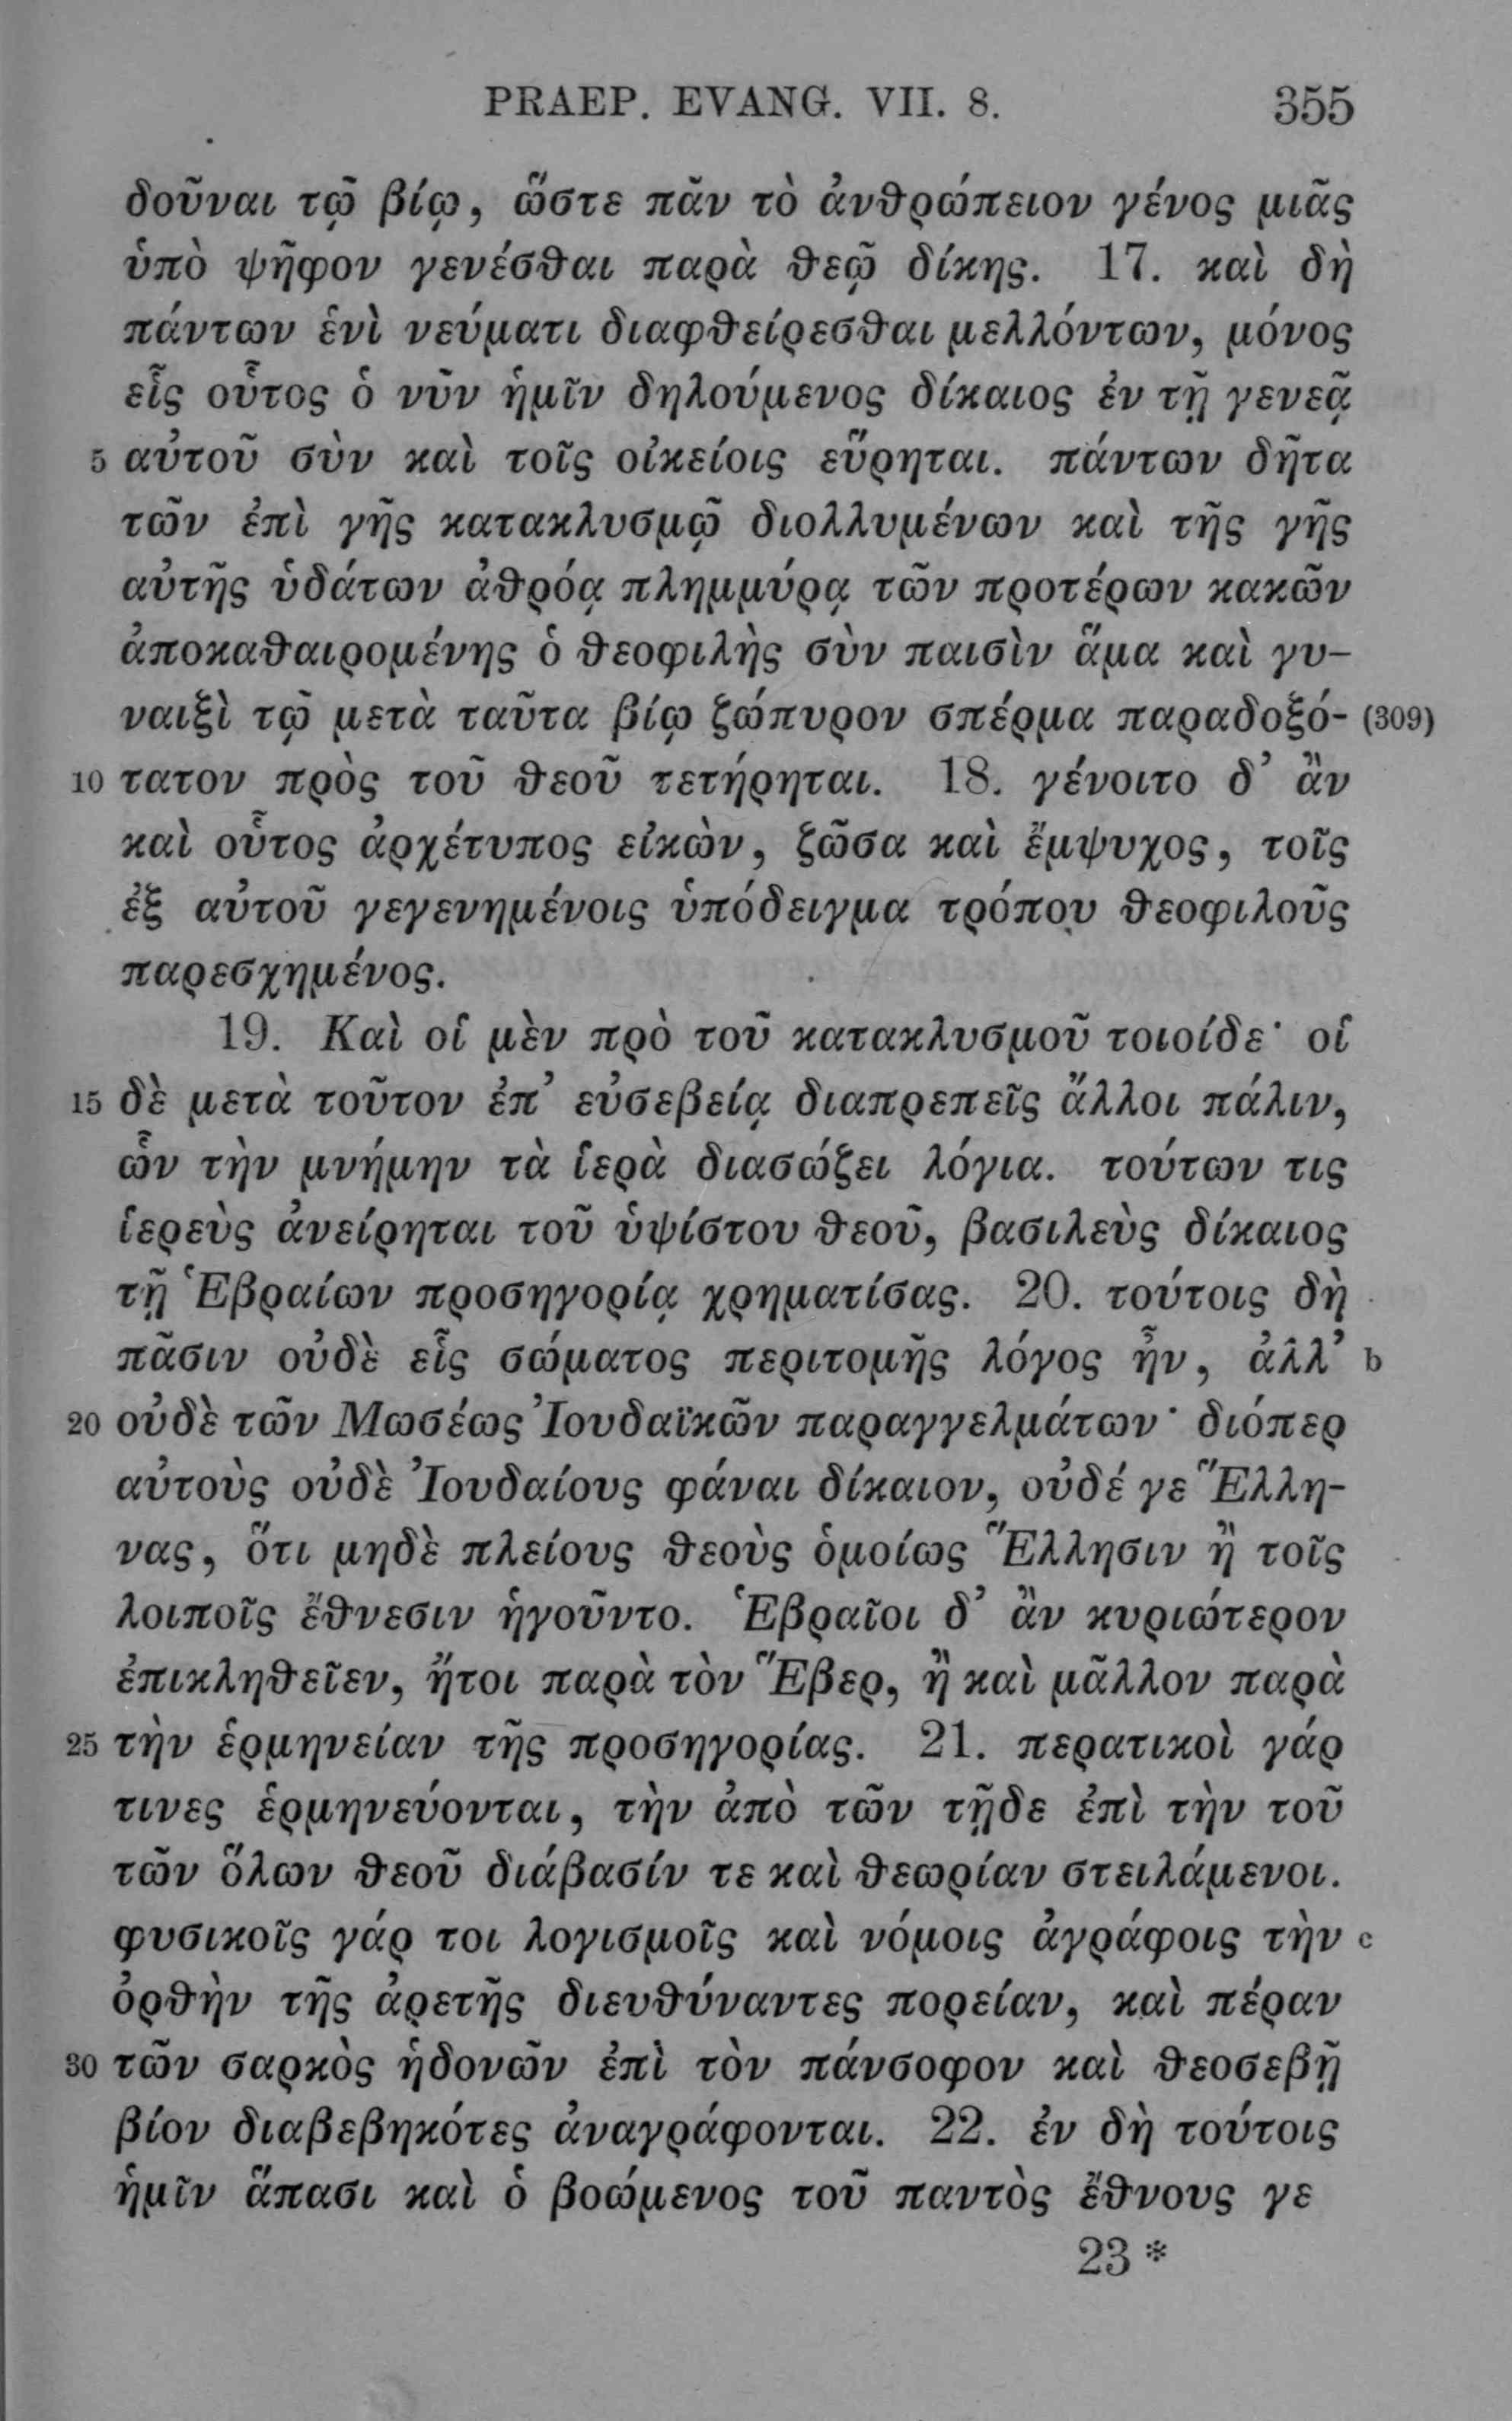 PRAEP. EVANG. VII. 8. 355
δοῦναι τῷ βίῳ, ὥστε πᾶν τὸ ἀνθρώπειον γένος μιᾶς
ὑπὸ ψῆφον γενέσθαι παρὰ θεῷ δίκης. 17. καὶ δὴ
πάντων ἑνὶ νεύματι διαφθείρεσθαι μελλόντων, μόνος
εἷς οὗτος ὁ νῦν ἡμῖν δηλούμενος δίκαιος ἐν τῇ γενεᾷ
5 αὐτοῦ σὺν καὶ τοῖς οἰκείοις εὕρηται. πάντων δῆτα
τῶν ἐπὶ γῆς κατακλυσμῷ διολλυμένων καὶ τῆς γῆς
αὐτῆς ὑδάτων ἀθρόᾳ πλημμύρᾳ τῶν προτέρων κακῶν
ἀποκαθαιρομένης ὁ θεοφιλὴς σὺν παισὶν ἅμα καὶ γυ-
ναιξὶ τῷ μετὰ ταῦτα βίῳ ζώπυρον σπέρμα παραδοξό- (309)
10 τατον πρὸς τοῦ θεοῦ τετήρηται. 18. γένοιτο δ’ ἂν
καὶ οὗτος ἀρχέτυπος εἰκὼν, ζῶσα καὶ ἔμψυχος, τοῖς
ἐξ αὐτοῦ γεγενημένοις ὑπόδειγμα τρόπου θεοφιλοῦς
παρεσχημένος.
19. Καὶ οἱ μὲν πρὸ τοῦ κατακλυσμοῦ τοιοίδε· οἱ
15 δὲ μετὰ τοῦτον ἐπ’ εὐσεβείᾳ διαπρεπεῖς ἄλλοι πάλιν,
ὧν τὴν μνήμην τὰ ἱερὰ διασώζει λόγια. τούτων τις
ἱερεὺς ἀνείρηται τοῦ ὑψίστου θεοῦ, βασιλεὺς δίκαιος
τῇ Ἑβραίων προσηγορίᾳ χρηματίσας. 20. τούτοις δὴ
πᾶσιν οὐδὲ εἷς σώματος περιτομῆς λόγος ἦν, ἀλλ’ b
20 οὐδὲ τῶν Μωσέως Ἰουδαϊκῶν παραγγελμάτων· διόπερ
αὐτοὺς οὐδὲ Ἰουδαίους φάναι δίκαιον, οὐδέ γε Ἕλλη-
νας, ὅτι μηδὲ πλείους θεοὺς ὁμοίως Ἕλλησιν ἢ τοῖς
λοιποῖς ἔθνεσιν ἡγοῦντο. Ἑβραῖοι δ’ ἂν κυριώτερον
ἐπικληθεῖεν, ἤτοι παρὰ τὸν Ἕβερ, ἢ καὶ μᾶλλον παρὰ
25 τὴν ἑρμηνείαν τῆς προσηγορίας. 21. περατικοὶ γάρ
τινες ἑρμηνεύονται, τὴν ἀπὸ τῶν τῇδε ἐπὶ τὴν τοῦ
τῶν ὅλων θεοῦ διάβασίν τε καὶ θεωρίαν στειλάμενοι.
φυσικοῖς γάρ τοι λογισμοῖς καὶ νόμοις ἀγράφοις τὴν c
ὀρθὴν τῆς ἀρετῆς διευθύναντες πορείαν, καὶ πέραν
30 τῶν σαρκὸς ἡδονῶν ἐπὶ τὸν πάνσοφον καὶ θεοσεβῆ
βίον διαβεβηκότες ἀναγράφονται. 22. ἐν δὴ τούτοις
ἡμῖν ἅπασι καὶ ὁ βοώμενος τοῦ παντὸς ἔθνους γε
23 *